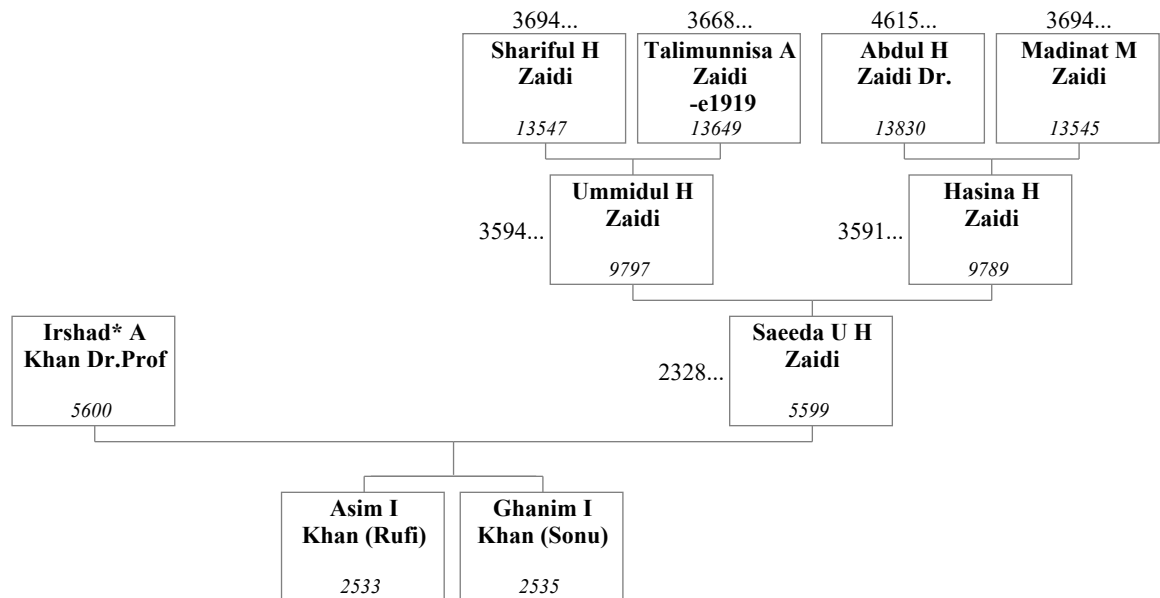 3694... 3668... 4615... 3694...
Shariful H
Zaidi
13547
Talimunnisa A
Zaidi
-e1919
13649
Abdul H
Zaidi Dr.
13830
Madinat M
Zaidi
13545
3594...
Ummidul H
Zaidi
9797
3591...
Hasina H
Zaidi
9789
Irshad* A
Khan Dr.Prof
5600
2328...
Saeeda U H
Zaidi
5599
Asim I
Khan (Rufi)
2533
Ghanim I
Khan (Sonu)
2535